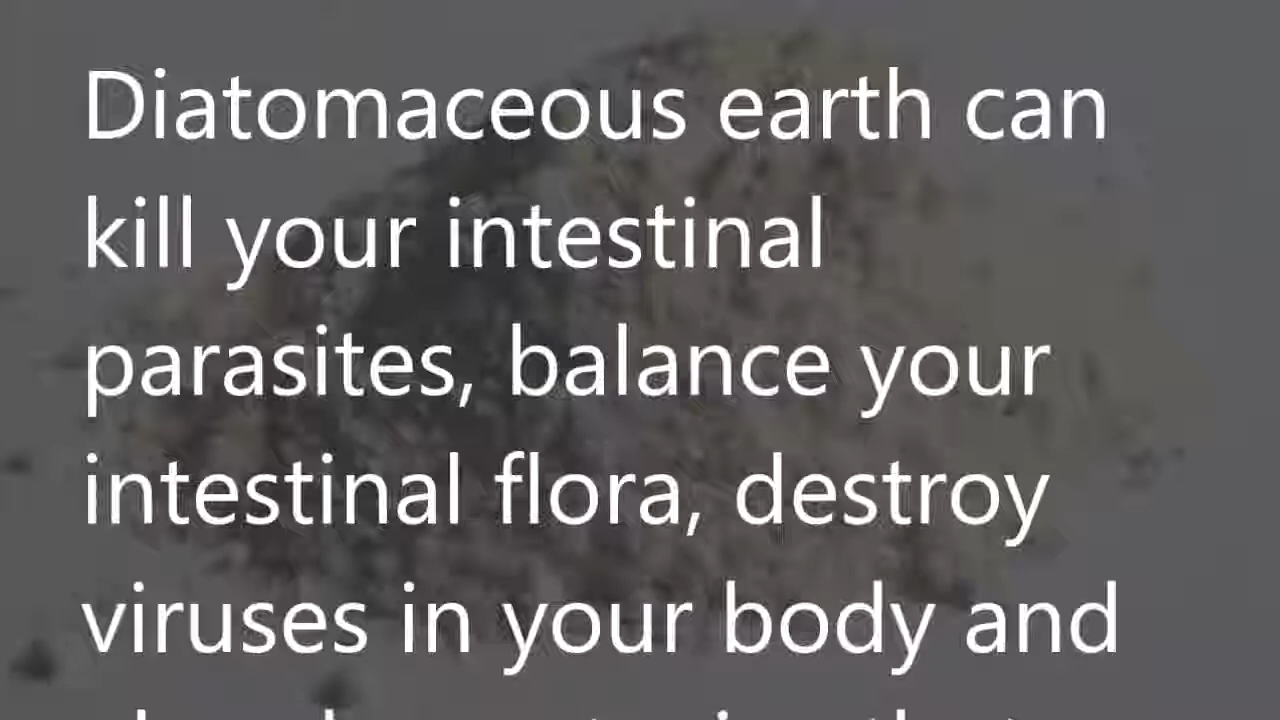 Diatomaceous earth can
kill your intestinal
parasites, balance your
intestinal flora, destroy
viruses in your body and